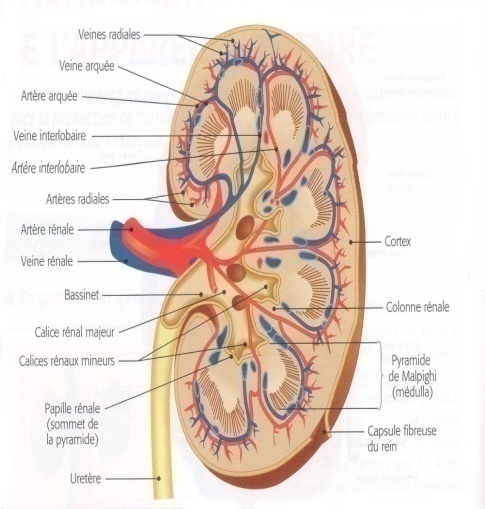 Veines radiales
Veine arquée
Artère arquée
Veine interlobaire
Artère interlobaire
Artères radiales
Artère rénale
Veine rénale
Bassinet
Calice rénal majeur
Calices rénaux mineurs
Papille rénale
(sommet de
la pyramide)
Uretère
Cortex
Colonne rénale
Pyramide
de Malpighi
(médulla)
Capsule fibreuse
du rein